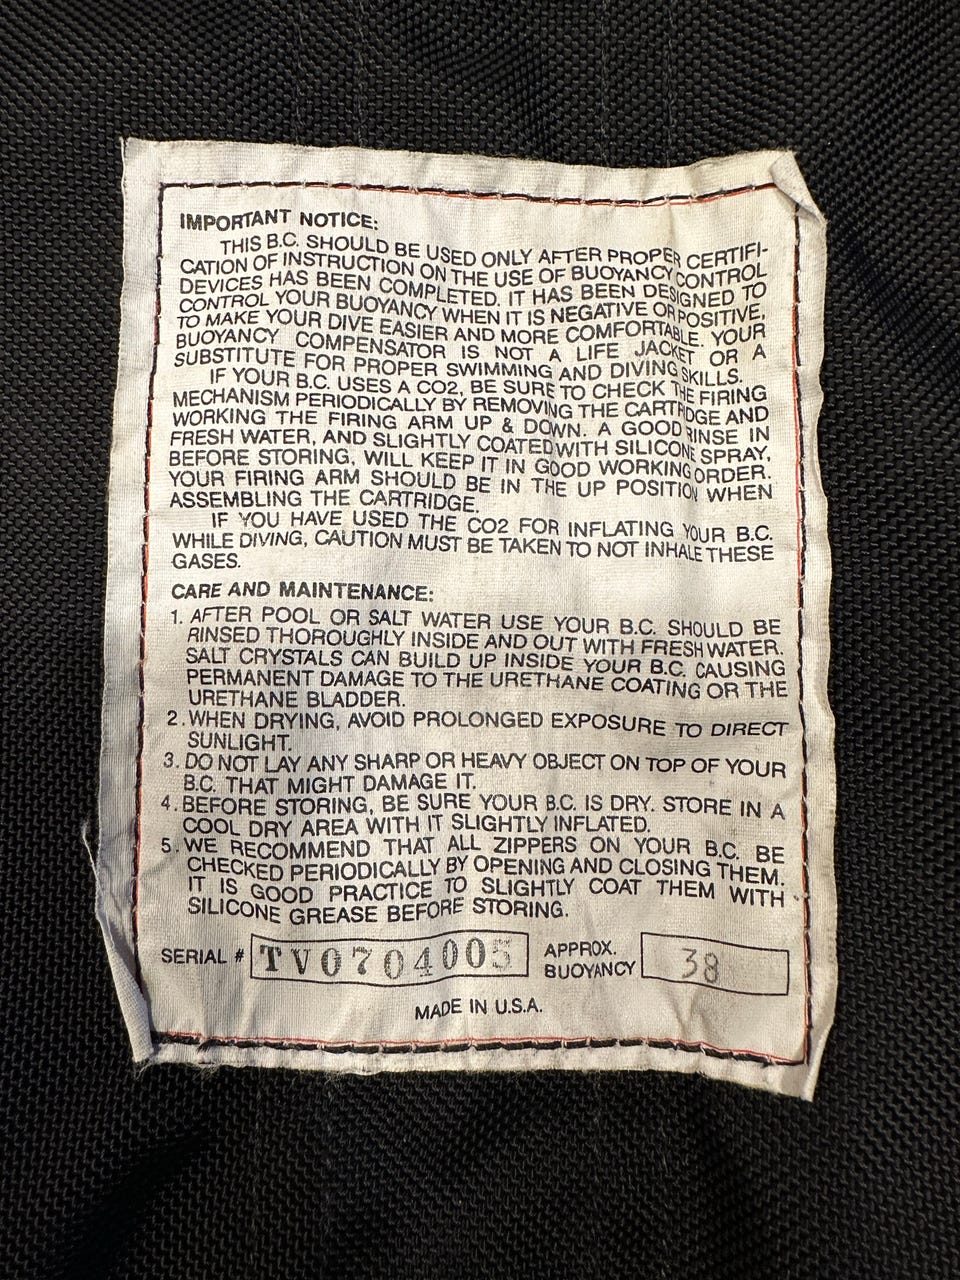 IMPORTANT NOTICE:
THIS B.C. SHOULD BE USED ONLY AFTER PROPER CERTIFI-
CATION OF INSTRUCTION ON THE USE OF BUOYANCY CONTROL
DEVICES HAS BEEN COMPLETED. IT HAS BEEN DESIGNED TO
CONTROL YOUR BUOYANCY WHEN IT IS NEGATIVE OR POSITIVE,
TO MAKE YOUR DIVE EASIER AND MORE COMFORTABLE. YOUR
BUOYANCY COMPENSATOR IS NOT A LIFE JACKET OR A
SUBSTITUTE FOR PROPER SWIMMING AND DIVING SKILLS.
IF YOUR B.C. USES A CO2, BE SURE TO CHECK THE FIRING
MECHANISM PERIODICALLY BY REMOVING THE CARTRIDGE AND
WORKING THE FIRING ARM UP & DOWN. A GOOD RINSE IN
FRESH WATER, AND SLIGHTLY COATED WITH SILICONE SPRAY,
BEFORE STORING, WILL KEEP IT IN GOOD WORKING ORDER.
YOUR FIRING ARM SHOULD BE IN THE UP POSITION WHEN
ASSEMBLING THE CARTRIDGE.
IF YOU HAVE USED THE CO2 FOR INFLATING YOUR B.C.
WHILE DIVING, CAUTION MUST BE TAKEN TO NOT INHALE THESE
GASES.
CARE AND MAINTENANCE:
1. AFTER POOL OR SALT WATER USE YOUR B.C. SHOULD BE
RINSED THOROUGHLY INSIDE AND OUT WITH FRESH WATER.
SALT CRYSTALS CAN BUILD UP INSIDE YOUR B.C. CAUSING
PERMANENT DAMAGE TO THE URETHANE COATING OR THE
URETHANE BLADDER.
2. WHEN DRYING, AVOID PROLONGED EXPOSURE TO DIRECT
SUNLIGHT.
3. DO NOT LAY ANY SHARP OR HEAVY OBJECT ON TOP OF YOUR
B.C. THAT MIGHT DAMAGE IT.
4. BEFORE STORING, BE SURE YOUR B.C. IS DRY. STORE IN A
COOL DRY AREA WITH IT SLIGHTLY INFLATED.
5. WE RECOMMEND THAT ALL ZIPPERS ON YOUR B.C. BE
CHECKED PERIODICALLY BY OPENING AND CLOSING THEM.
IT IS GOOD PRACTICE TO SLIGHTLY COAT THEM WITH
SILICONE GREASE BEFORE STORING.
SERIAL # TV0704005 APPROX. BUOYANCY 38
MADE IN U.S.A.